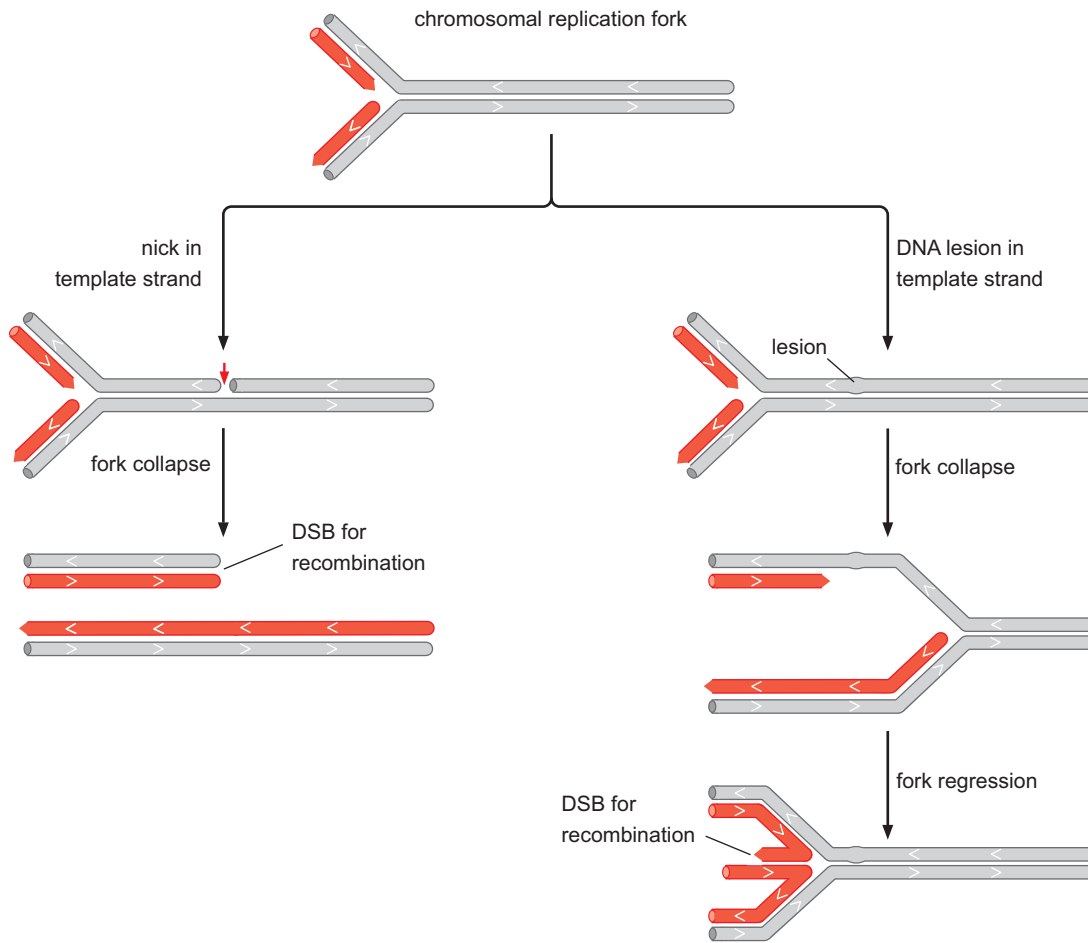 chromosomal replication fork
nick in
template strand
DNA lesion in
template strand
lesion
fork collapse
fork collapse
DSB for
recombination
fork regression
DSB for
recombination